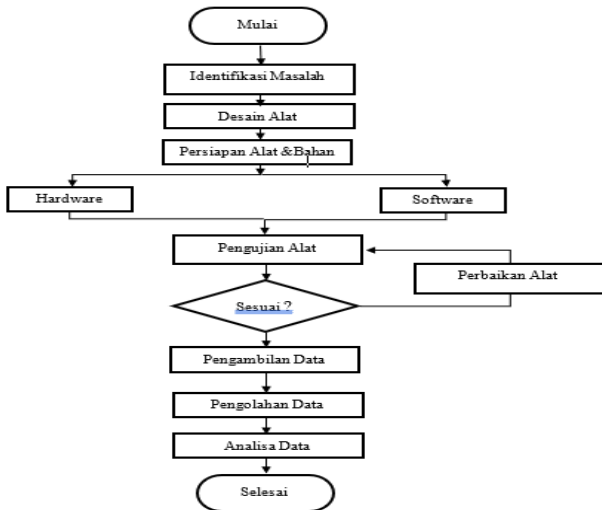 Mulai
Identifikasi Masalah
Desain Alat
Persiapan Alat &Bahan
Hardware
Software
Pengujian Alat
Perbaikan Alat
Sesuai ?
Pengambilan Data
Pengolahan Data
Analisa Data
Selesai